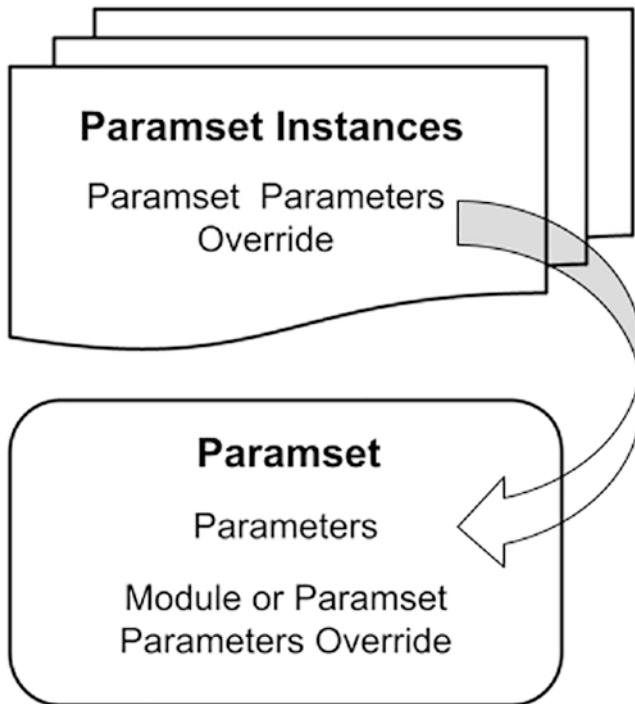 Paramset Instances
Paramset Parameters
Override
Paramset
Parameters
Module or Paramset
Parameters Override